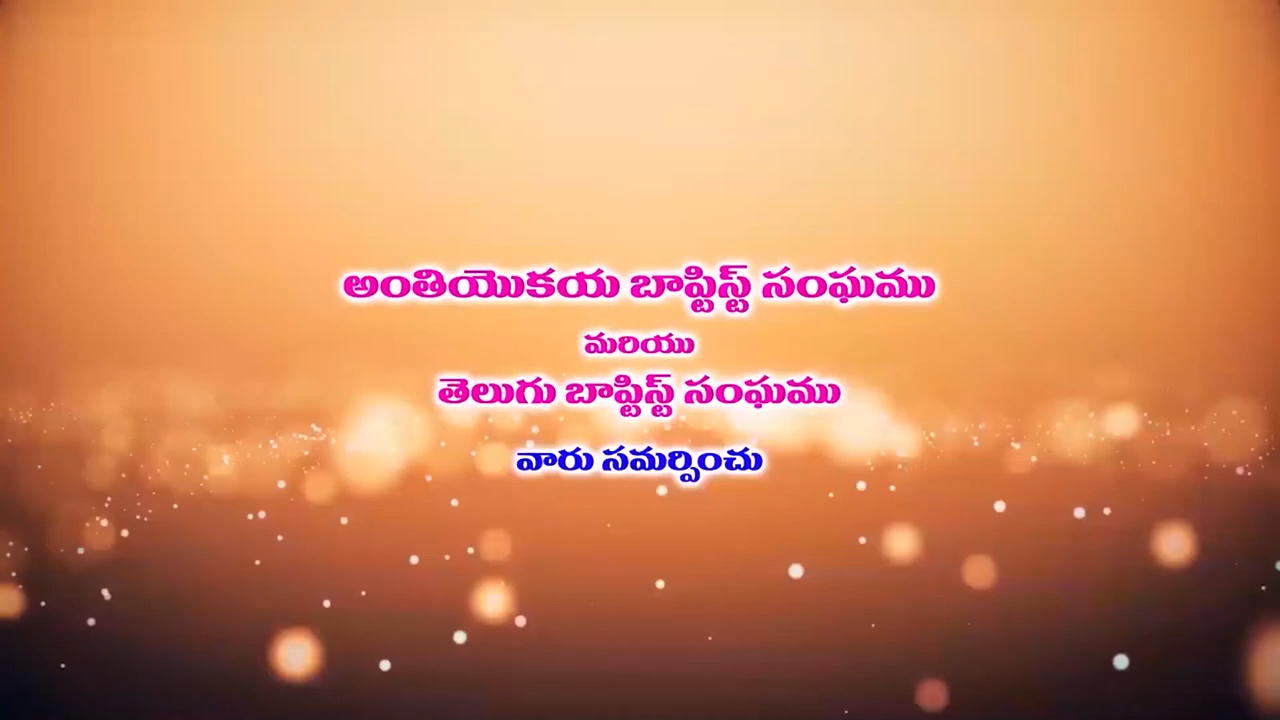 అంతియొకయ బాప్టిస్ట్ సంఘము
మరియు
తెలుగు బాప్టిస్ట్ సంఘము
వారు సమర్పించు